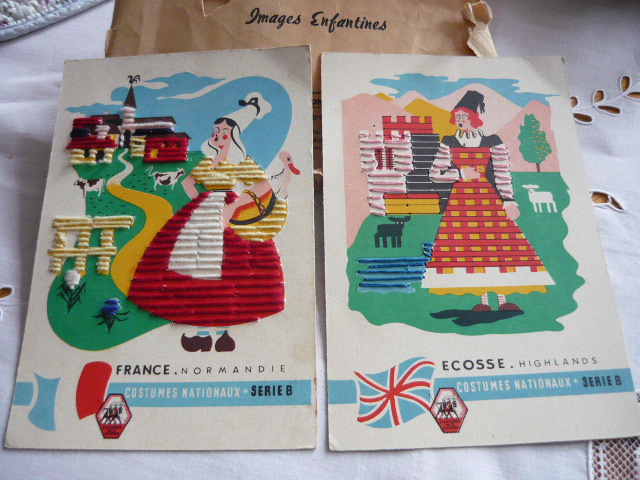 Images Enfantines
FRANCE. NORMANDIE
COSTUMES NATIONAUX • SERIE B
ECOSSE. HIGHLANDS
COSTUMES NATIONAUX • SERIE B